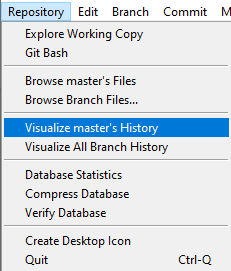 Repository Edit Branch Commit
Explore Working Copy
Git Bash
Browse master's Files
Browse Branch Files...
Visualize master's History
Visualize All Branch History
Database Statistics
Compress Database
Verify Database
Create Desktop Icon
Quit Ctrl-Q